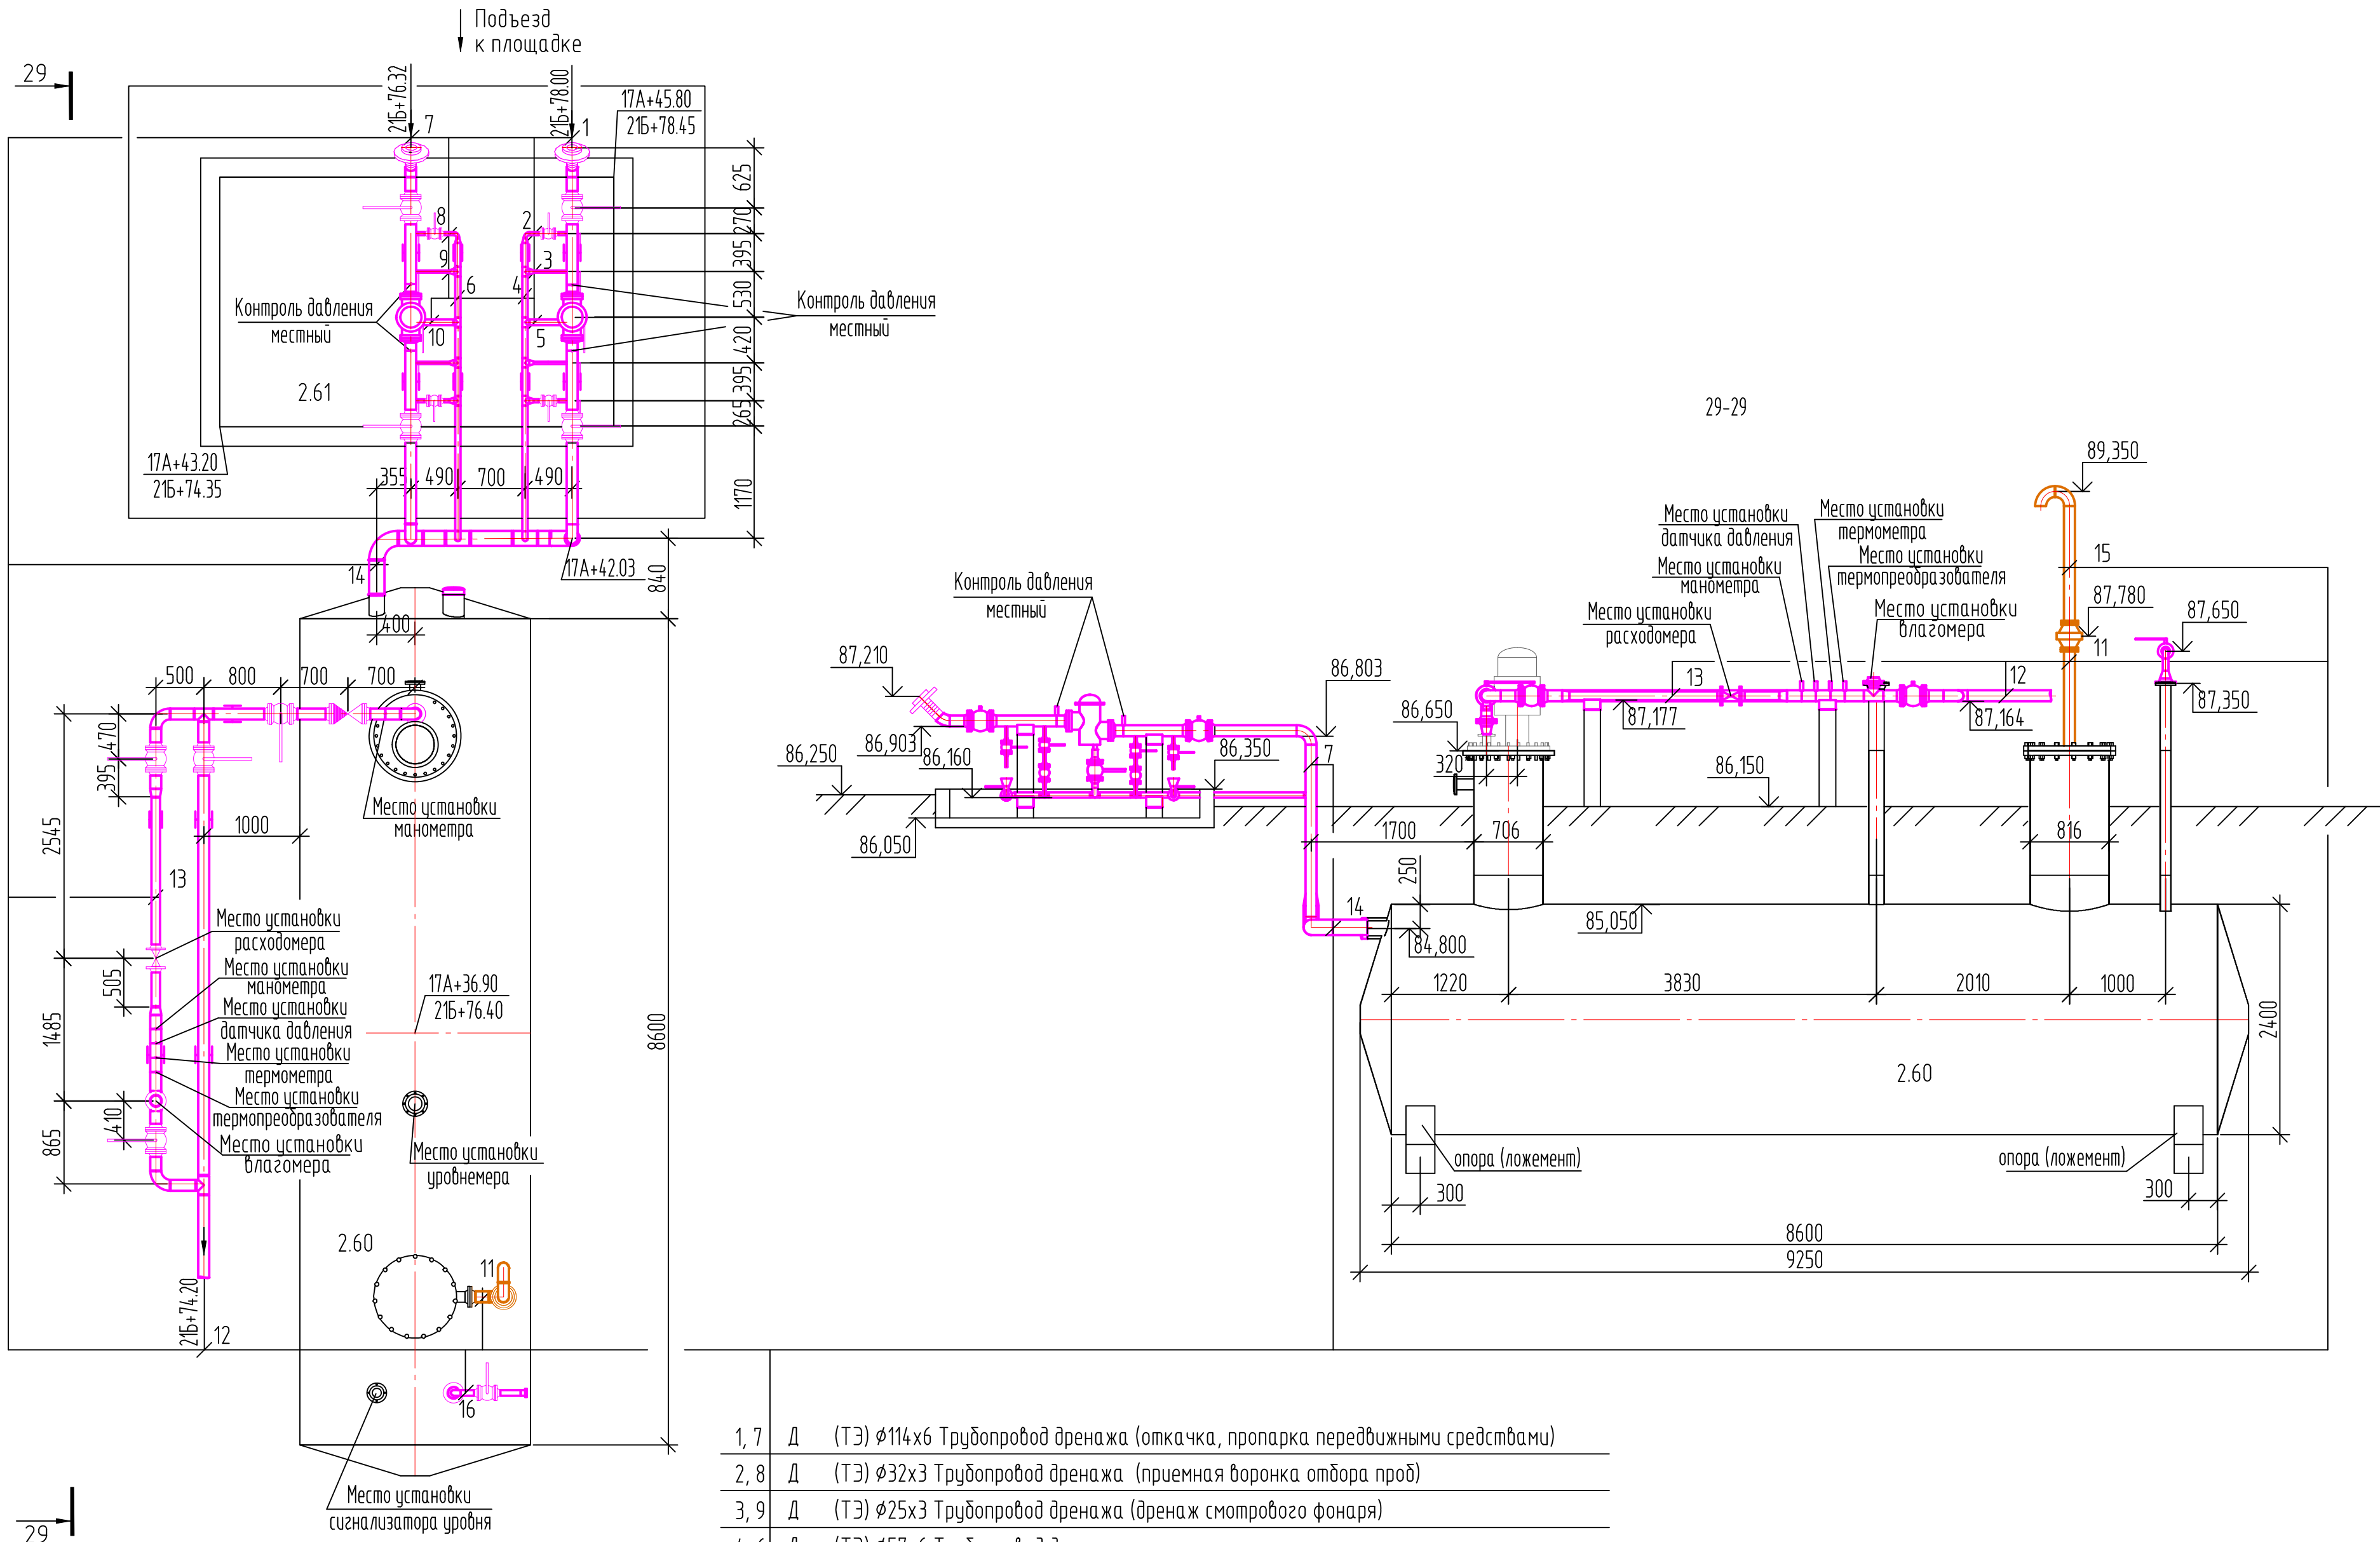 Подъезд
к площадке
29
21Б+76.32
7
21Б+78.00
1
17А+45.80
21Б+78.45
625
270
395
530
420
395
265
1170
8
2
9
3
6
4
10
5
Контроль давления
местный
Контроль давления
местный
2.61
17А+43.20
21Б+74.35
355
490
700
490
17А+42.03
14
840
400
500
800
700
700
470
395
2545
1000
Место установки
манометра
13
Место установки
расходомера
Место установки
манометра
Место установки
датчика давления
Место установки
термометра
Место установки
термопреобразователя
Место установки
влагомера
505
1485
410
865
17А+36.90
21Б+76.40
8600
Место установки
уровнемера
2.60
11
21Б+74.20
12
16
Место установки
сигнализатора уровня
29
29-29
89,350
15
87,780
87,650
11
12
87,350
Место установки
датчика давления
Место установки
термометра
Место установки
манометра
Место установки
термопреобразователя
Место установки
расходомера
Место установки
влагомера
13
Контроль давления
местный
87,210
86,803
86,903
86,160
86,350
7
86,250
86,050
86,650
320
87,177
87,164
86,150
1700
706
816
250
14
84,800
85,050
1220
3830
2010
1000
2400
2.60
опора (ложемент)
опора (ложемент)
300
300
8600
9250
1, 7 Д (ТЭ) ϕ114х6 Трубопровод дренажа (откачка, пропарка передвижными средствами)
2, 8 Д (ТЭ) ϕ32х3 Трубопровод дренажа (приемная воронка отбора проб)
3, 9 Д (ТЭ) ϕ25х3 Трубопровод дренажа (дренаж смотрового фонаря)